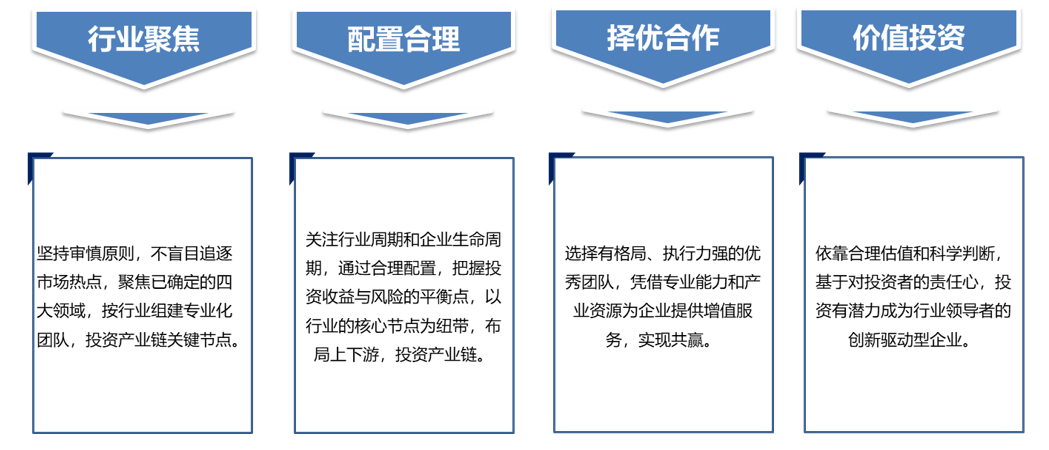 行业聚焦
配置合理
择优合作
价值投资
坚持审慎原则，不盲目追逐
市场热点，聚焦已确定的四
大领域，按行业组建专业化
团队，投资产业链关键节点。
关注行业周期和企业生命周
期，通过合理配置，把握投
资收益与风险的平衡点，以
行业的核心节点为纽带，布
局上下游，投资产业链。
选择有格局、执行力强的优
秀团队，凭借专业能力和产
业资源为企业提供增值服
务，实现共赢。
依靠合理估值和科学判断，
基于对投资者的责任心，投
资有潜力成为行业领导者的
创新驱动型企业。